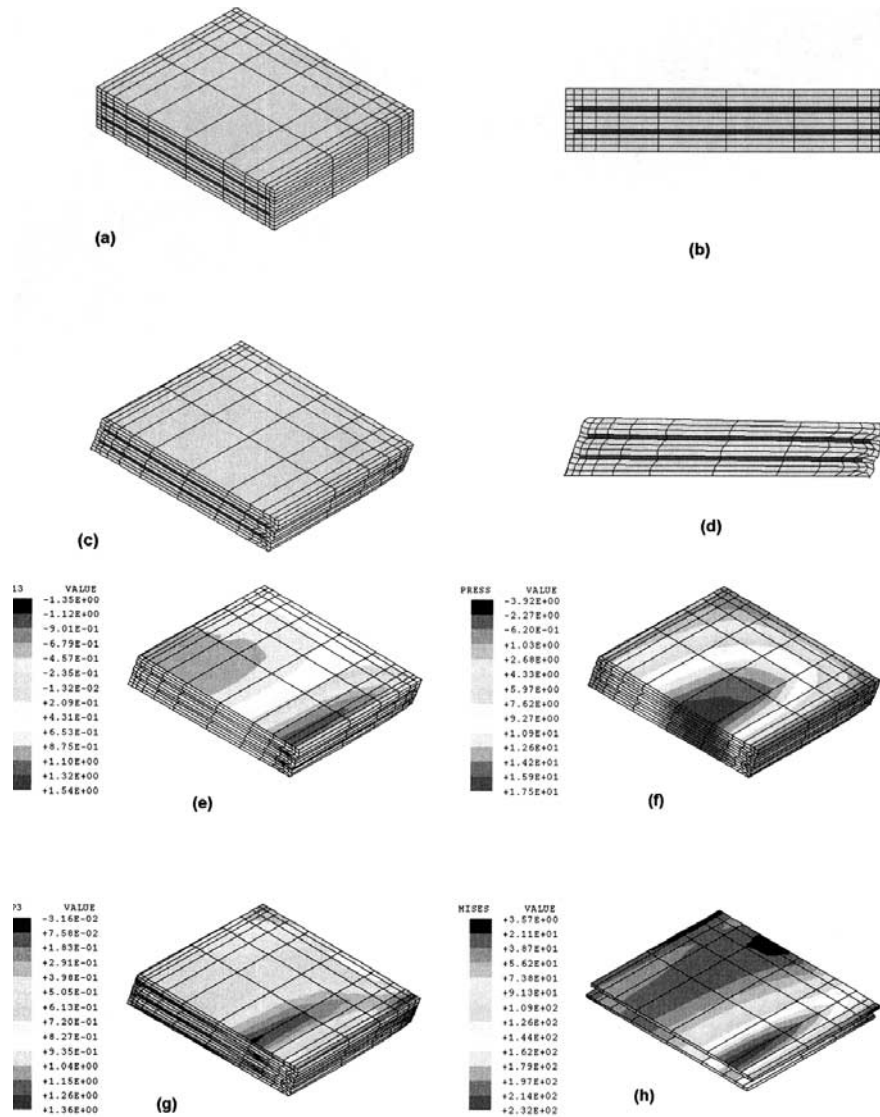 (a)
(b)
(c)
(d)
13 VALUE
-1.35E+00
-1.12E+00
-9.01E-01
-6.79E-01
-4.57E-01
-2.35E-01
-1.32E-02
+2.09E-01
+4.31E-01
+6.53E-01
+8.75E-01
+1.10E+00
+1.32E+00
+1.54E+00
(e)
PRESS VALUE
-3.92E+00
-2.27E+00
-6.20E-01
+1.03E+00
+2.68E+00
+4.33E+00
+5.97E+00
+7.62E+00
+9.27E+00
+1.09E+01
+1.26E+01
+1.42E+01
+1.59E+01
+1.75E+01
(f)
P3 VALUE
-3.16E-02
+7.58E-02
+1.83E-01
+2.91E-01
+3.98E-01
+5.05E-01
+6.13E-01
+7.20E-01
+8.27E-01
+9.35E-01
+1.04E+00
+1.15E+00
+1.26E+00
+1.36E+00
(g)
MISES VALUE
+3.57E+00
+2.11E+01
+3.87E+01
+5.62E+01
+7.38E+01
+9.13E+01
+1.09E+02
+1.26E+02
+1.44E+02
+1.62E+02
+1.79E+02
+1.97E+02
+2.14E+02
+2.32E+02
(h)